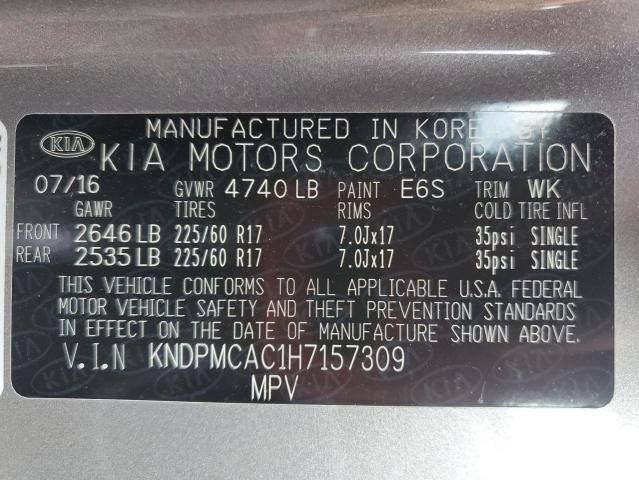 MANUFACTURED IN KOREA BY
KIA KIA MOTORS CORPORATION
07/16 GVWR 4740 LB PAINT E6S TRIM WK
GAWR TIRES RIMS COLD TIRE INFL
FRONT 2646 LB 225/60 R17 7.0Jx17 35psi SINGLE
REAR 2535 LB 225/60 R17 7.0Jx17 35psi SINGLE
THIS VEHICLE CONFORMS TO ALL APPLICABLE U.S.A. FEDERAL
MOTOR VEHICLE SAFETY AND THEFT PREVENTION STANDARDS
IN EFFECT ON THE DATE OF MANUFACTURE SHOWN ABOVE.
V.I.N KNDPMCAC1H7157309
MPV